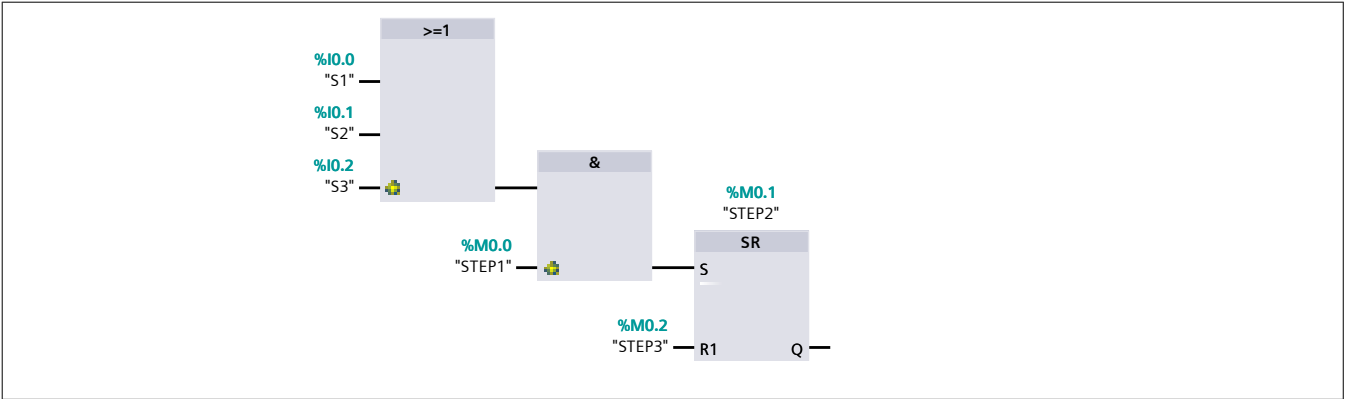 >=1
%I0.0
"S1"
%I0.1
"S2"
%I0.2
"S3"
&
%M0.0
"STEP1"
%M0.1
"STEP2"
SR
S
%M0.2
"STEP3"
R1
Q